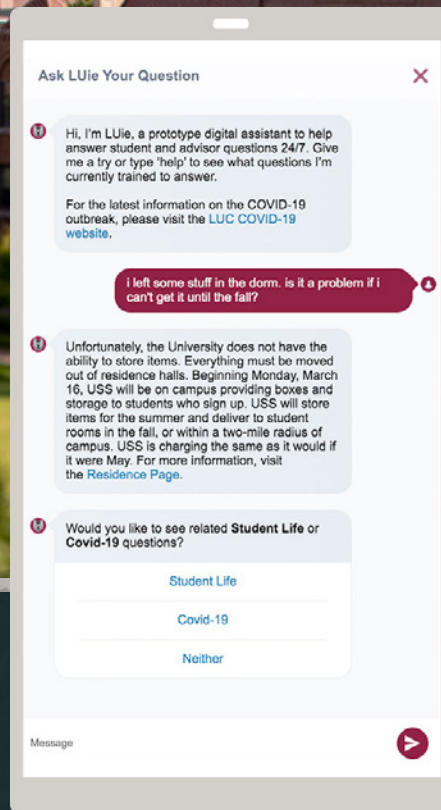 Ask LUie Your Question
Hi, I'm LUie, a prototype digital assistant to help
answer student and advisor questions 24/7. Give
me a try or type 'help' to see what questions I'm
currently trained to answer.
For the latest information on the COVID-19
outbreak, please visit the LUC COVID-19
website.
i left some stuff in the dorm. is it a problem if i
can't get it until the fall?
Unfortunately, the University does not have the
ability to store items. Everything must be moved
out of residence halls. Beginning Monday, March
16, USS will be on campus providing boxes and
storage to students who sign up. USS will store
items for the summer and deliver to student
rooms in the fall, or within a two-mile radius of
campus. USS is charging the same as it would if
it were May. For more information, visit
the Residence Page.
Would you like to see related Student Life or
Covid-19 questions?
Student Life
Covid-19
Neither
Message